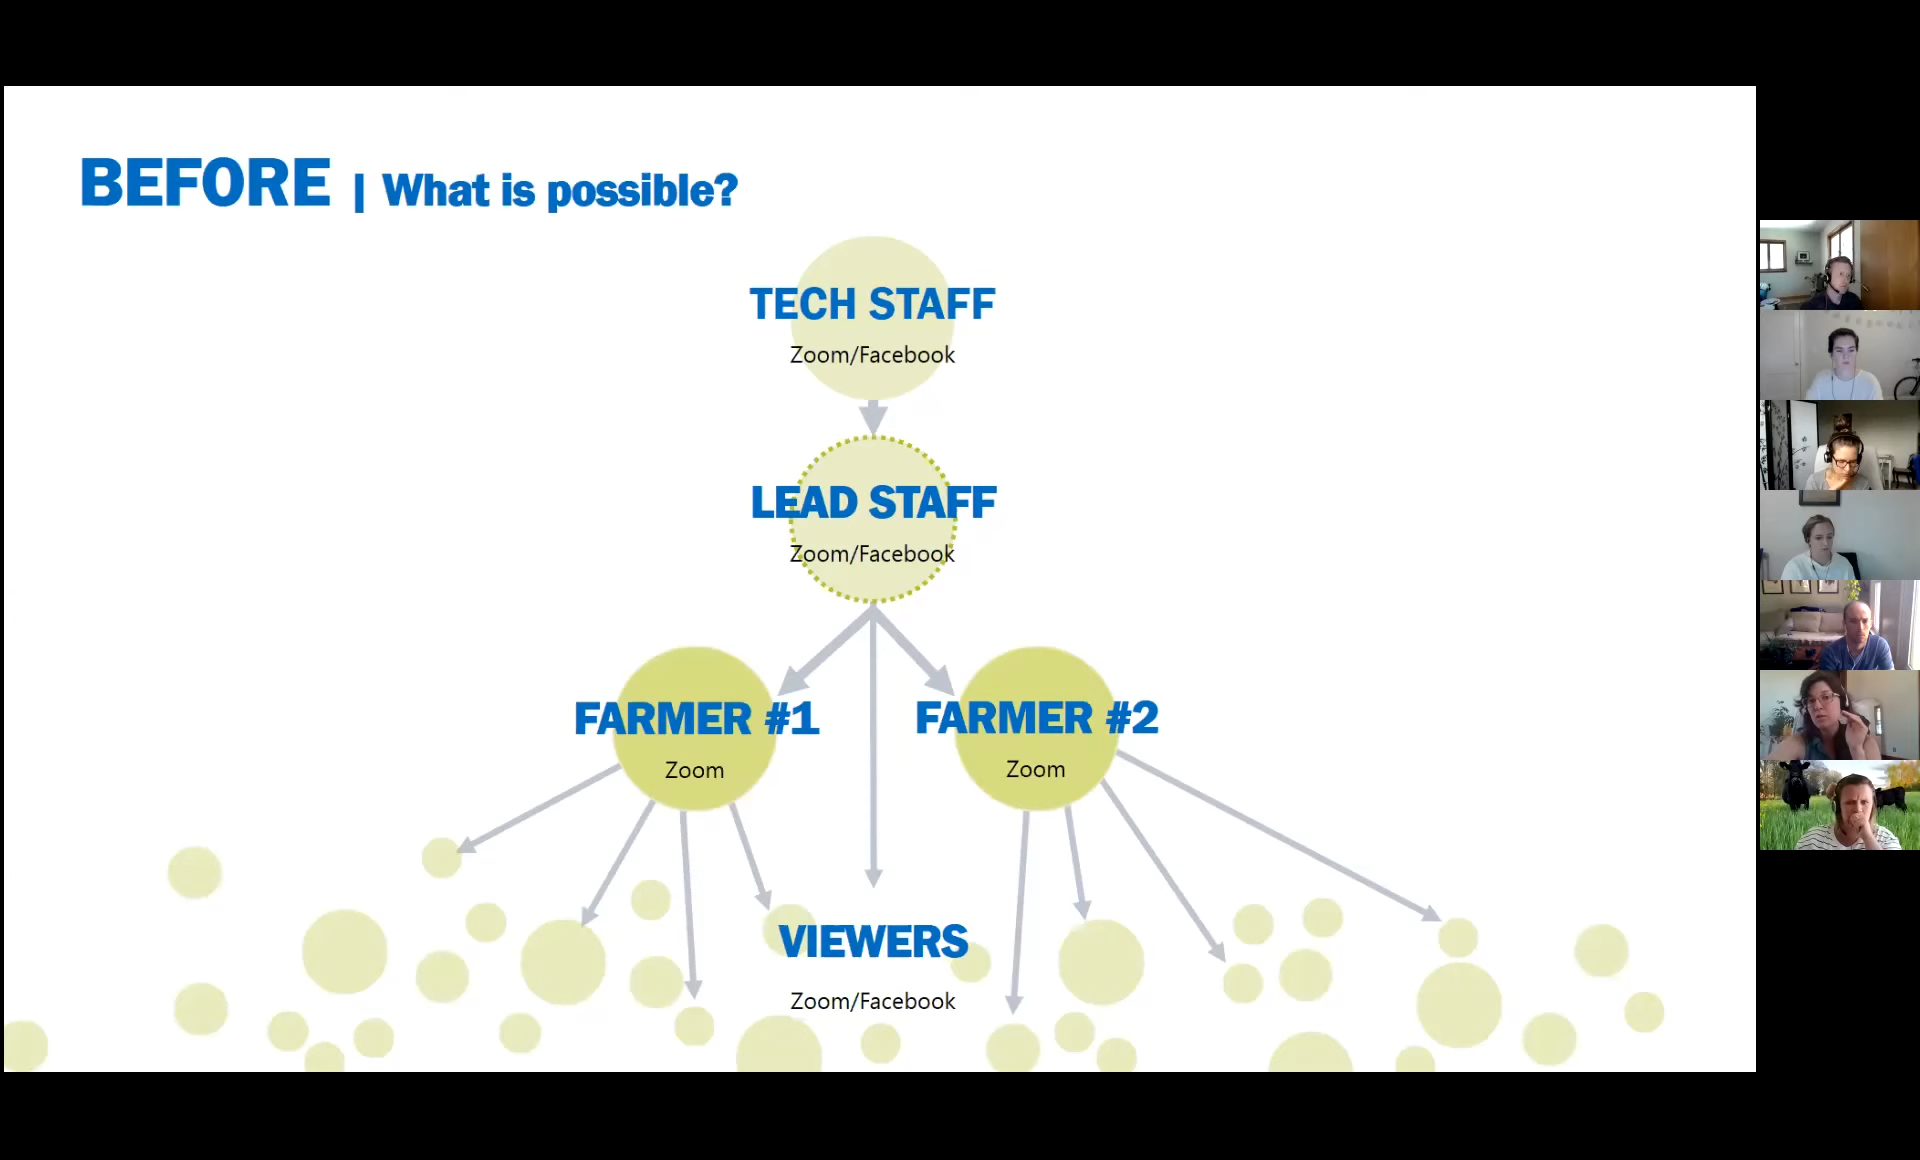 BEFORE | What is possible?
TECH STAFF
Zoom/Facebook
LEAD STAFF
Zoom/Facebook
FARMER #1
Zoom
FARMER #2
Zoom
VIEWERS
Zoom/Facebook